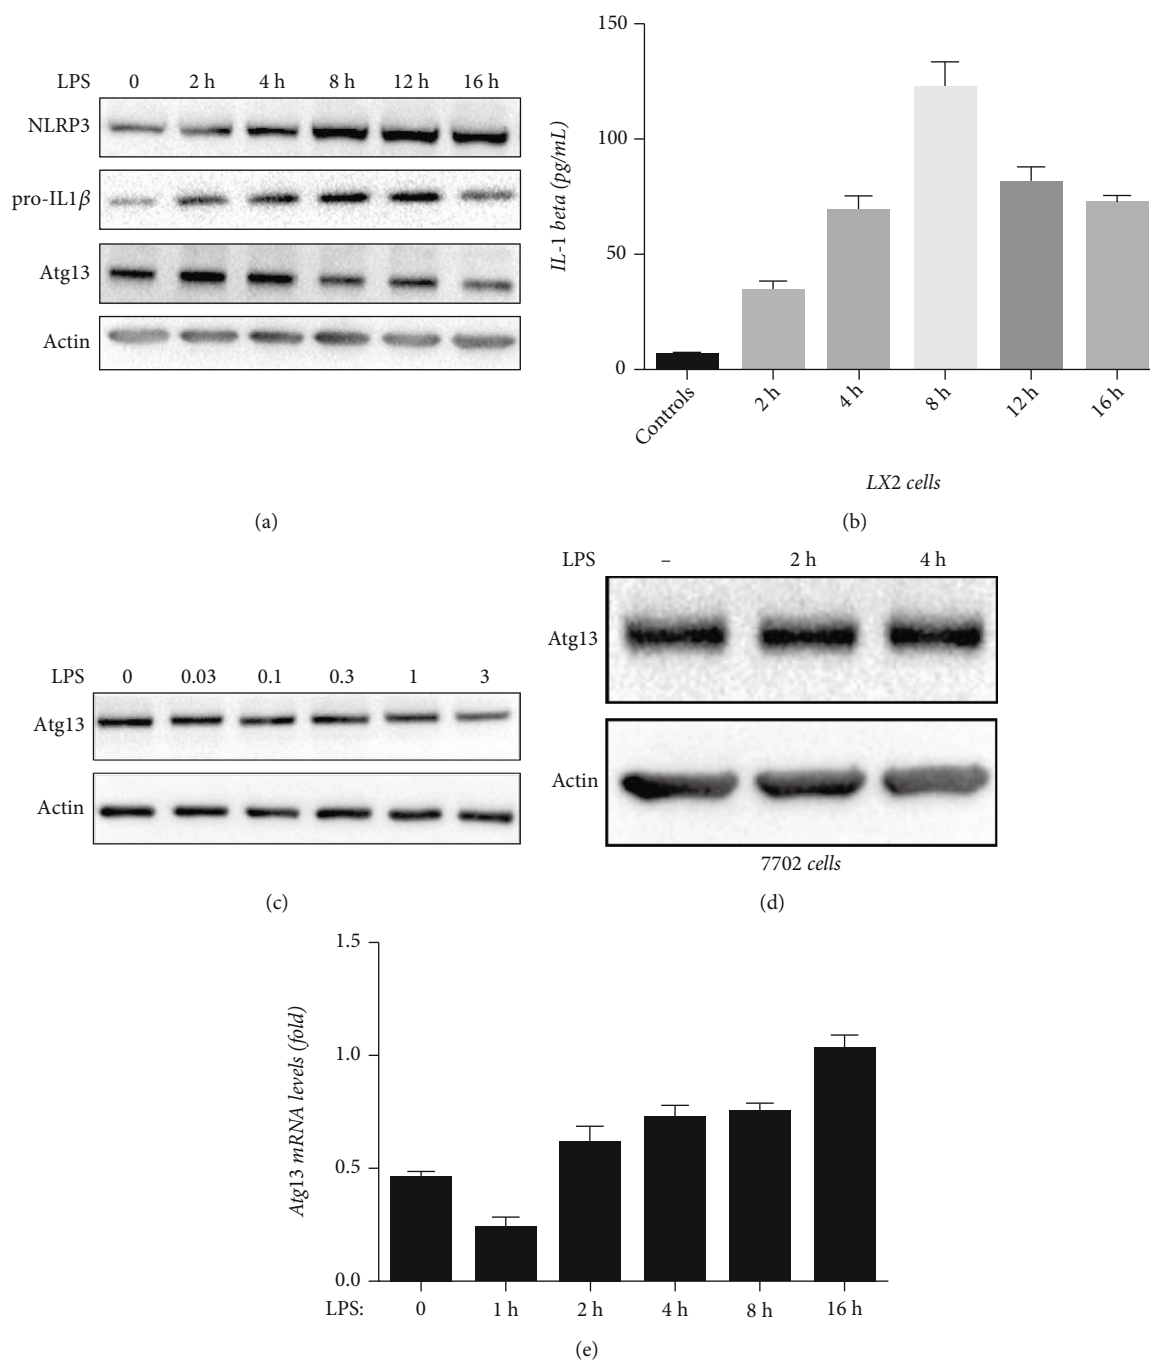 LPS 0 2 h 4 h 8 h 12 h 16 h
NLRP3
pro-IL1β
Atg13
Actin
(a)
150
100
50
0
IL-1 beta (pg/mL)
Controls 2 h 4 h 8 h 12 h 16 h
LX2 cells
(b)
LPS 0 0.03 0.1 0.3 1 3
Atg13
Actin
(c)
LPS – 2 h 4 h
Atg13
Actin
7702 cells
(d)
1.5
1.0
0.5
0.0
Atg13 mRNA levels (fold)
LPS: 0 1 h 2 h 4 h 8 h 16 h
(e)